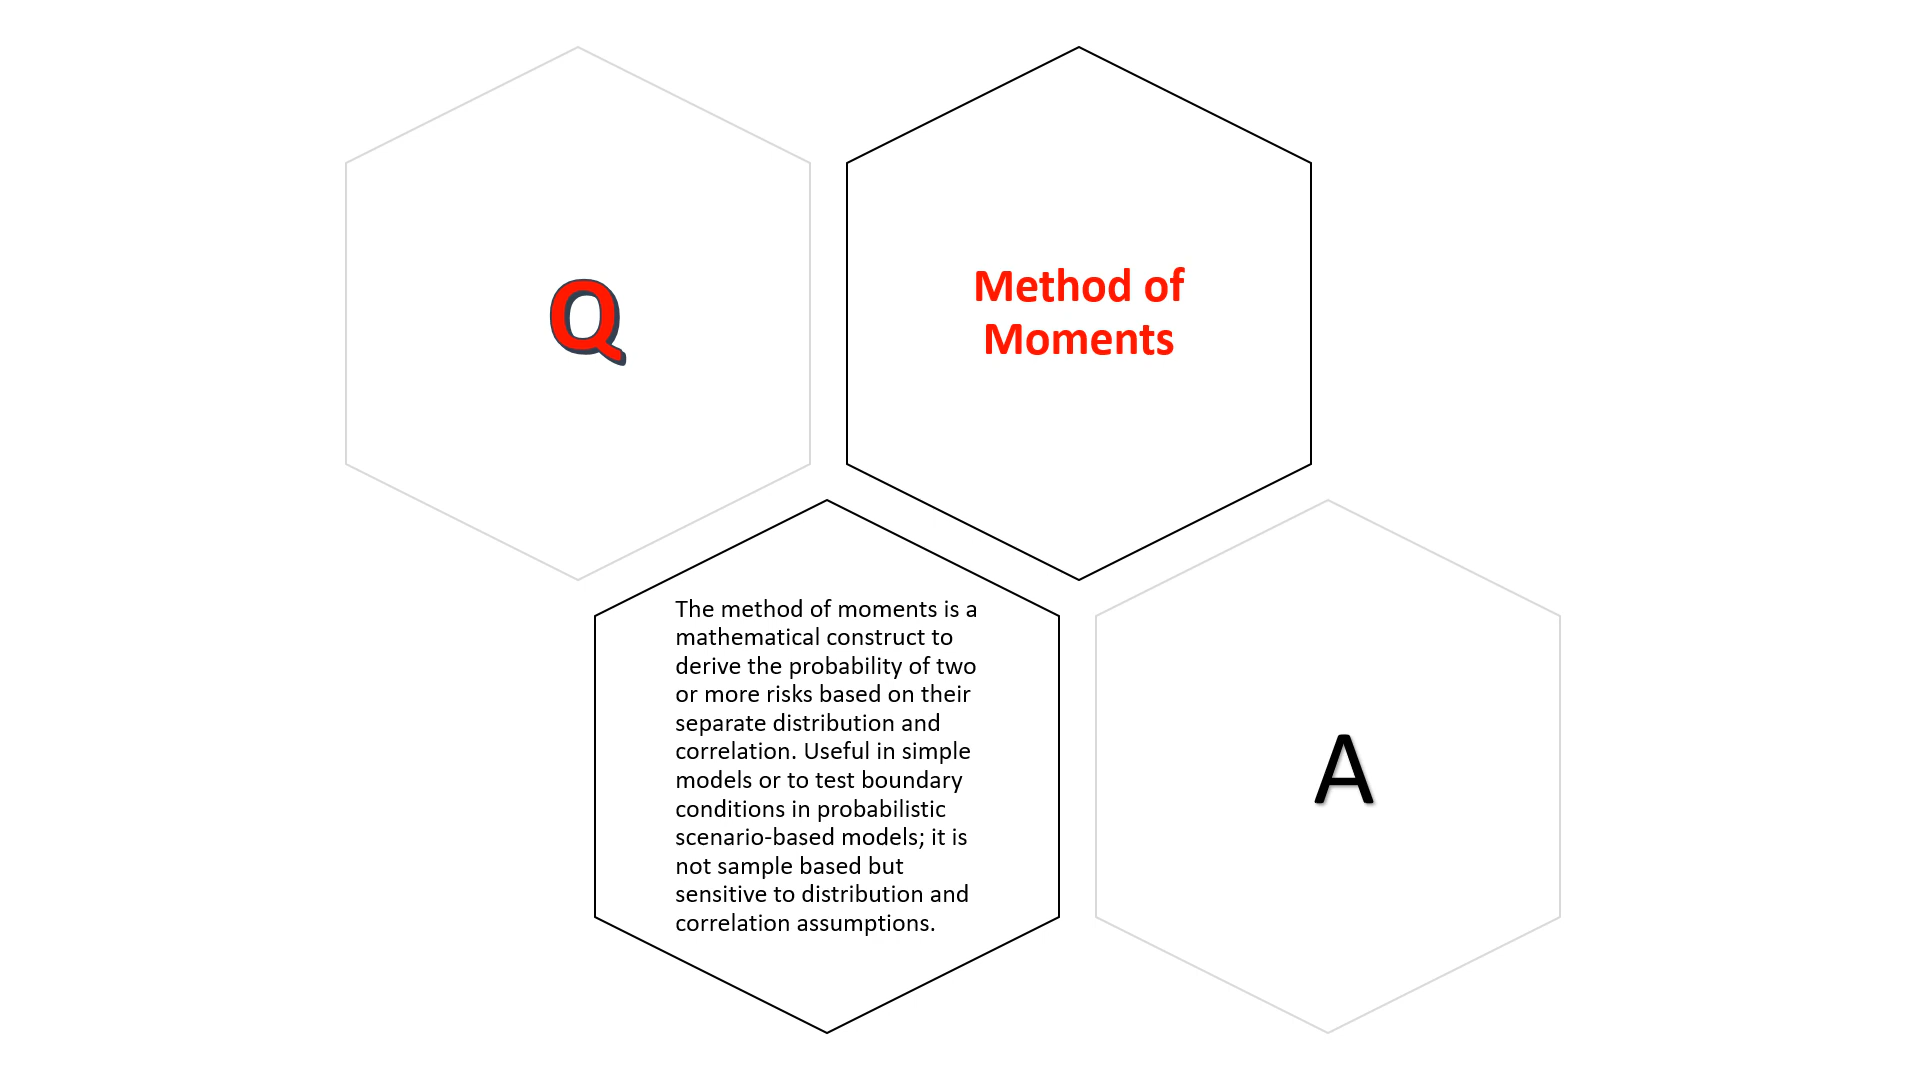 Q
Method of
Moments
The method of moments is a
mathematical construct to
derive the probability of two
or more risks based on their
separate distribution and
correlation. Useful in simple
models or to test boundary
conditions in probabilistic
scenario-based models; it is
not sample based but
sensitive to distribution and
correlation assumptions.
A